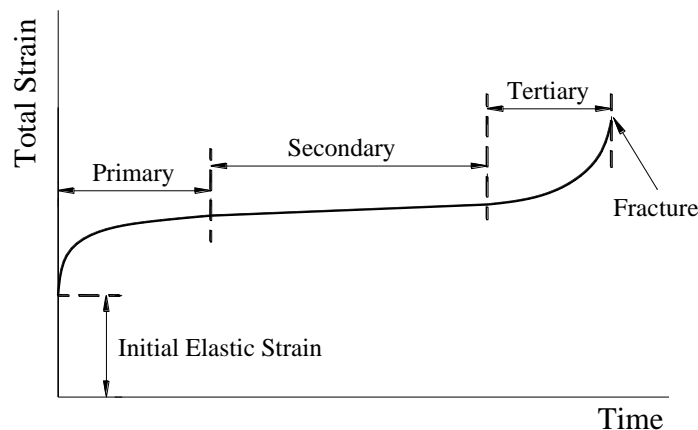 Total Strain
Tertiary
Secondary
Primary
Fracture
Initial Elastic Strain
Time